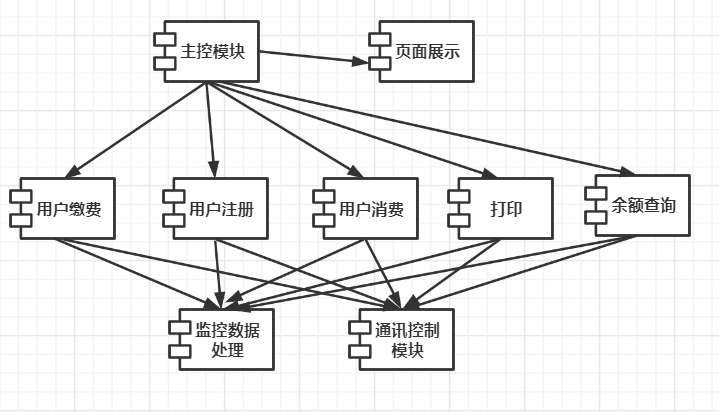 主控模块
页面展示
用户缴费
用户注册
用户消费
打印
余额查询
监控数据
处理
通讯控制
模块